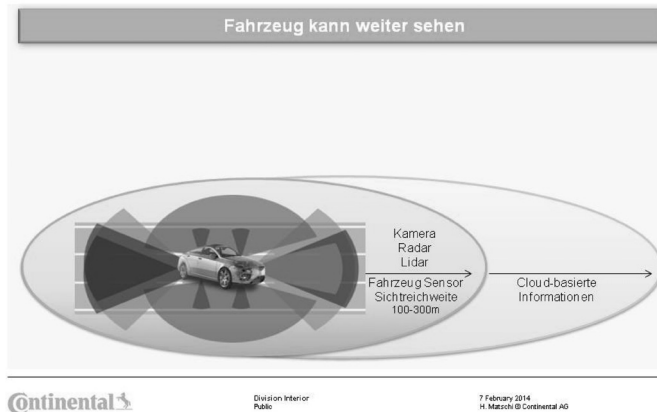 Fahrzeug kann weiter sehen
Kamera
Radar
Lidar
Fahrzeug Sensor
Sichtreichweite
100-300m
Cloud-basierte
Informationen
Continental
Division Interior
Public
7 February 2014
H. Matschi © Continental AG